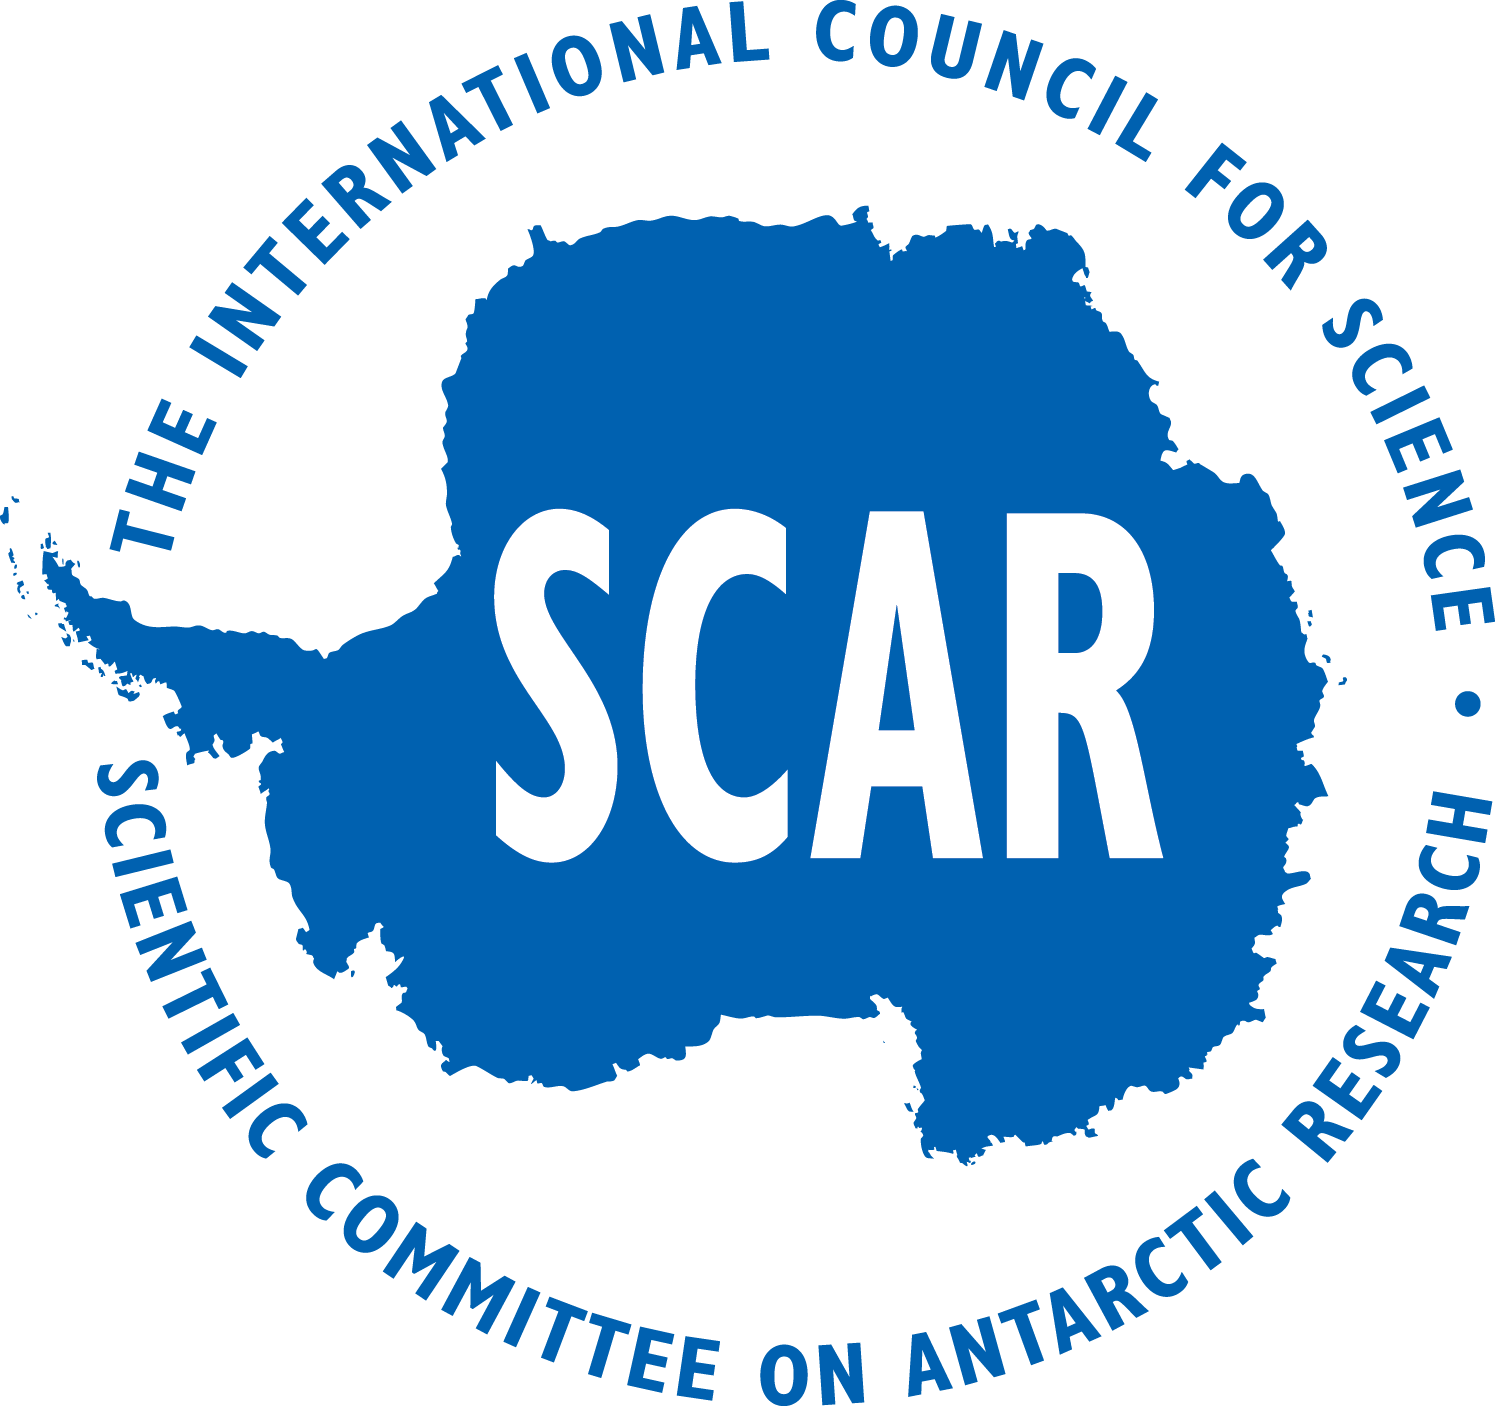 THE INTERNATIONAL COUNCIL FOR SCIENCE •
SCAR
SCIENTIFIC COMMITTEE ON ANTARCTIC RESEARCH